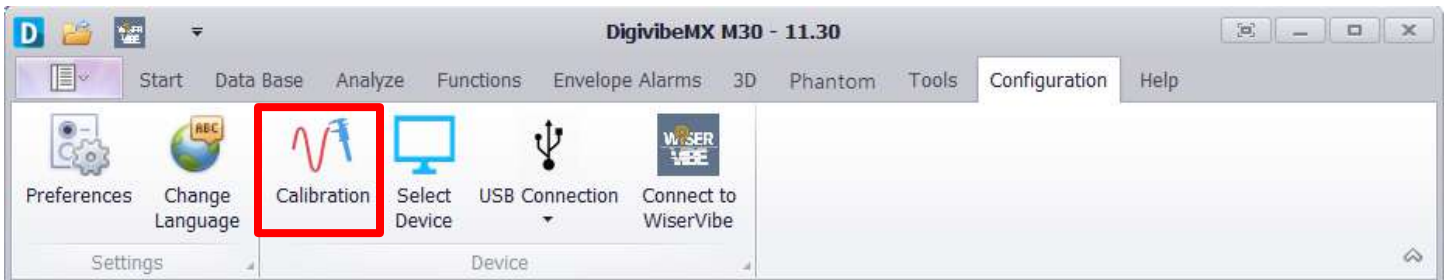 D DigivibeMX M30 - 11.30
Start Data Base Analyze Functions Envelope Alarms 3D Phantom Tools Configuration Help
ABC
WISER
VIBE
Preferences Change Calibration Select USB Connection Connect to
Language Device WiserVibe
Settings Device